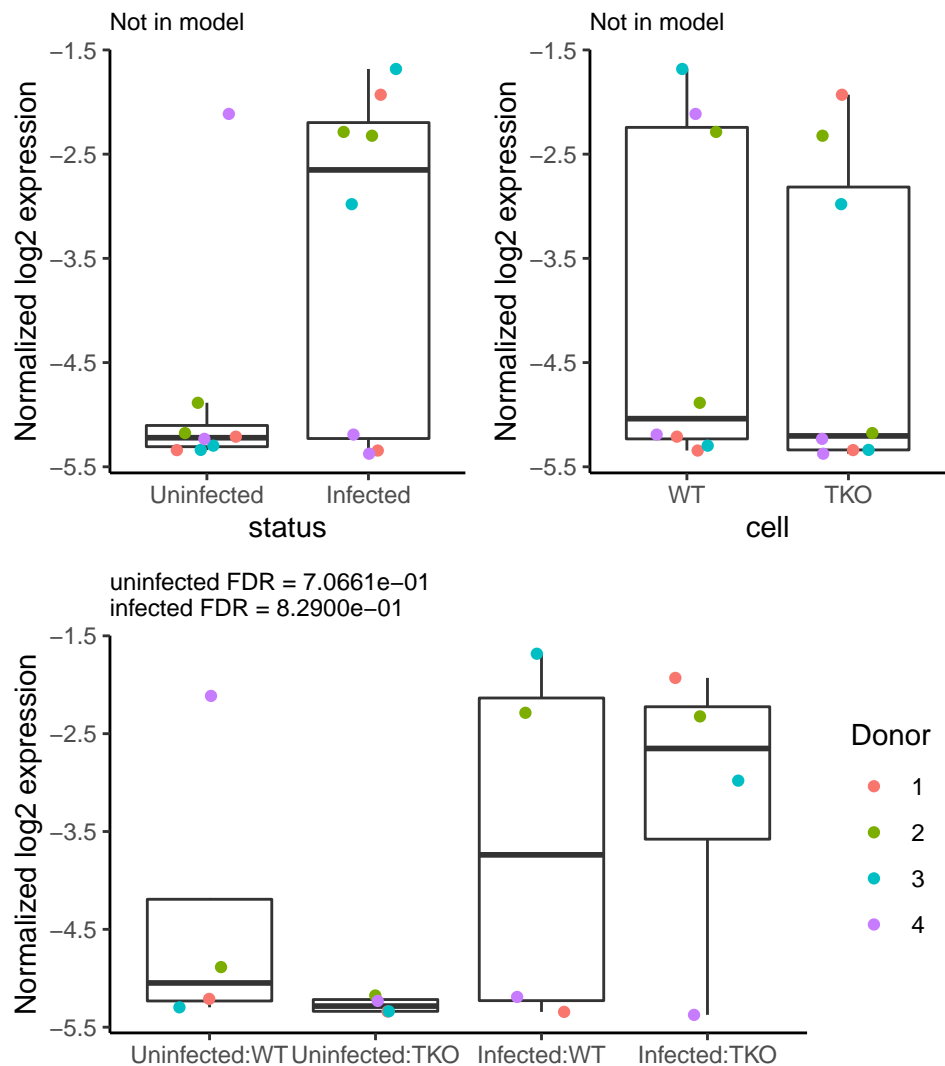 Not in model
Normalized log2 expression
−1.5
−2.5
−3.5
−4.5
−5.5
Uninfected Infected
status
Not in model
Normalized log2 expression
−1.5
−2.5
−3.5
−4.5
−5.5
WT TKO
cell
uninfected FDR = 7.0661e−01
infected FDR = 8.2900e−01
Normalized log2 expression
−1.5
−2.5
−3.5
−4.5
−5.5
Uninfected:WT Uninfected:TKO Infected:WT Infected:TKO
Donor
1
2
3
4